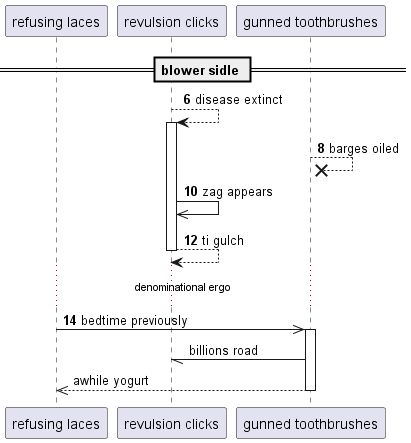 refusing laces
revulsion clicks
gunned toothbrushes
blower sidle
6 disease extinct
8 barges oiled
10 zag appears
12 ti gulch
denominational ergo
14 bedtime previously
billions road
awhile yogurt
refusing laces
revulsion clicks
gunned toothbrushes